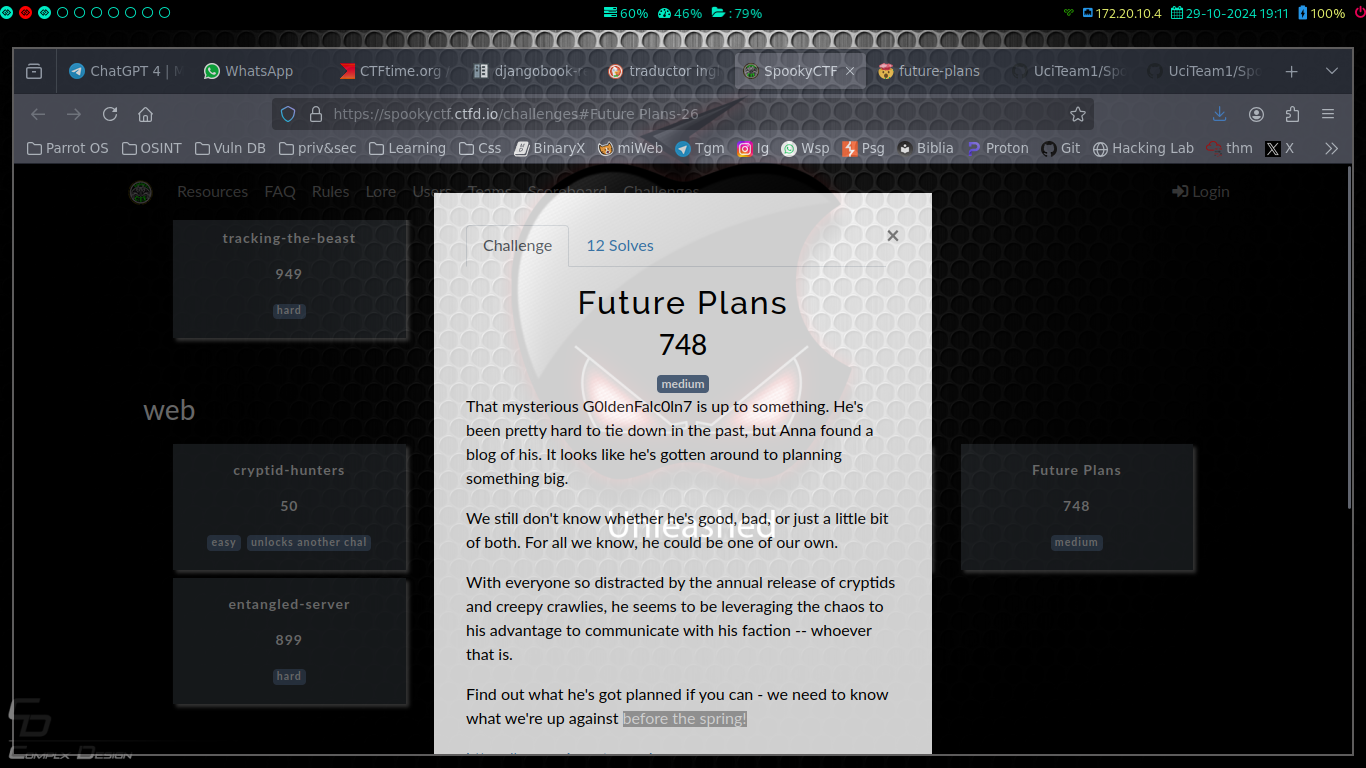 60% 46% : 79% 172.20.10.4 29-10-2024 19:11 100%
ChatGPT 4 | WhatsApp CTFtime.org djangobook- traductor ingl SpookyCTF future-plans UciTeam1/Spo UciTeam1/Spo
https://spookyctf.ctfd.io/challenges#Future Plans-26
Parrot OS OSINT Vuln DB priv&sec Learning Css BinaryX miWeb Tgm Ig Wsp Psg Biblia Proton Git Hacking Lab thm X
Resources FAQ Rules Lore Users Teams Scoreboard Challenges Login
tracking-the-beast
949
hard
Challenge 12 Solves
Future Plans
748
medium
That mysterious G0ldenFalc0ln7 is up to something. He's
been pretty hard to tie down in the past, but Anna found a
blog of his. It looks like he's gotten around to planning
something big.
We still don't know whether he's good, bad, or just a little bit
of both. For all we know, he could be one of our own.
With everyone so distracted by the annual release of cryptids
and creepy crawlies, he seems to be leveraging the chaos to
his advantage to communicate with his faction -- whoever
that is.
Find out what he's got planned if you can - we need to know
what we're up against before the spring!
Unleashed
web
cryptid-hunters
50
easy unlocks another chal
Future Plans
748
medium
entangled-server
899
hard
CD
Complx Design